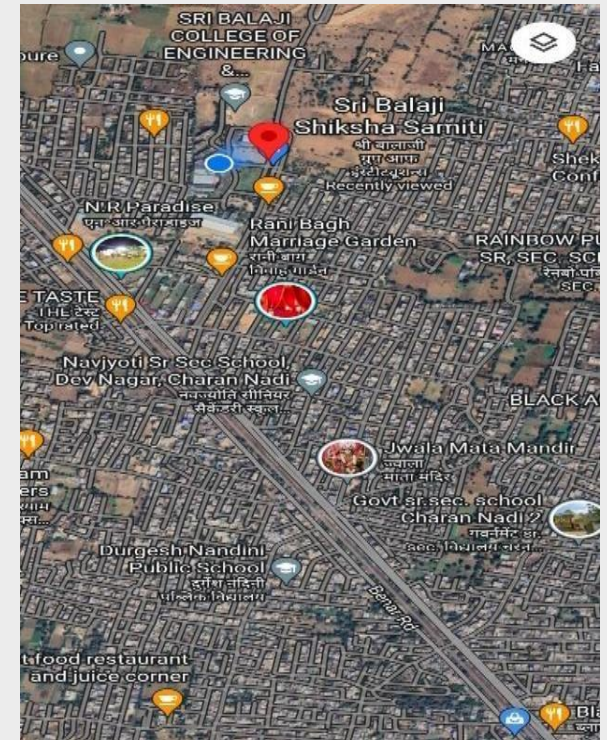 SRI BALAJI
COLLEGE OF
ENGINEERING
&...
Sri Balaji
Shiksha Samiti
श्री बालाजी
ग्रुप आफ
इंस्टीट्यूशन्स
Recently viewed
N R Paradise
एन आर पैराडाइज
Rani Bagh
Marriage Garden
रानी बाग
विवाह गार्डन
RAINBOW
SR. SEC.
E TASTE
THE टेस्ट
Top rated
Navjyoti Sr Sec School,
Dev Nagar, Charan Nadi
नवज्योति सीनियर
सैकेंडरी स्कूल...
BLACK
Jwala Mata Mandir
ज्वाला
माता मंदिर
Govt sr.sec. school
Charan Nadi 2
गवर्नमेंट sr.
Durgesh Nandini
Public School
दुर्गेश नंदिनी
पब्लिक विद्यालय
Benar Rd
t food restaurant
and juice corner